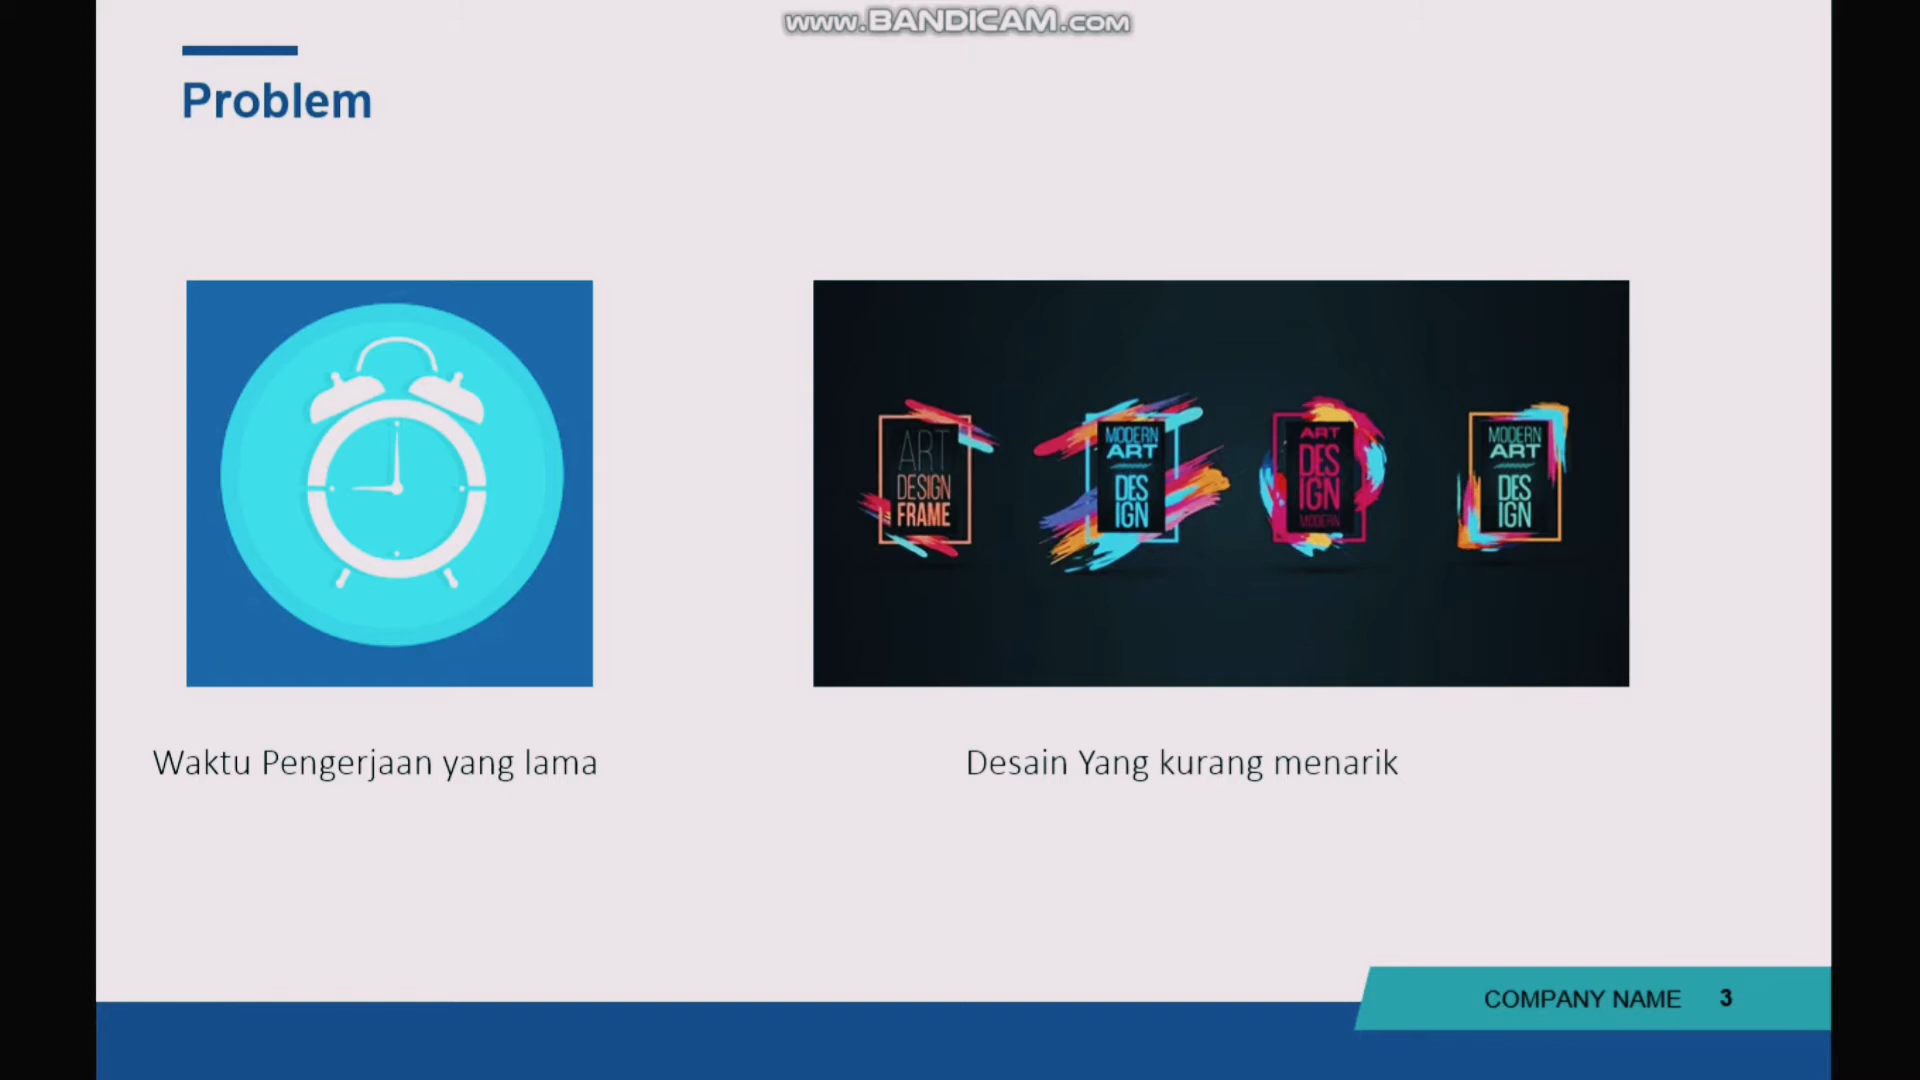 www.BANDICAM.com
Problem
ART
DESIGN
FRAME
MODERN
ART
DES
IGN
ART
DES
IGN
MODERN
MODERN
ART
DES
IGN
Waktu Pengerjaan yang lama
Desain Yang kurang menarik
COMPANY NAME 3